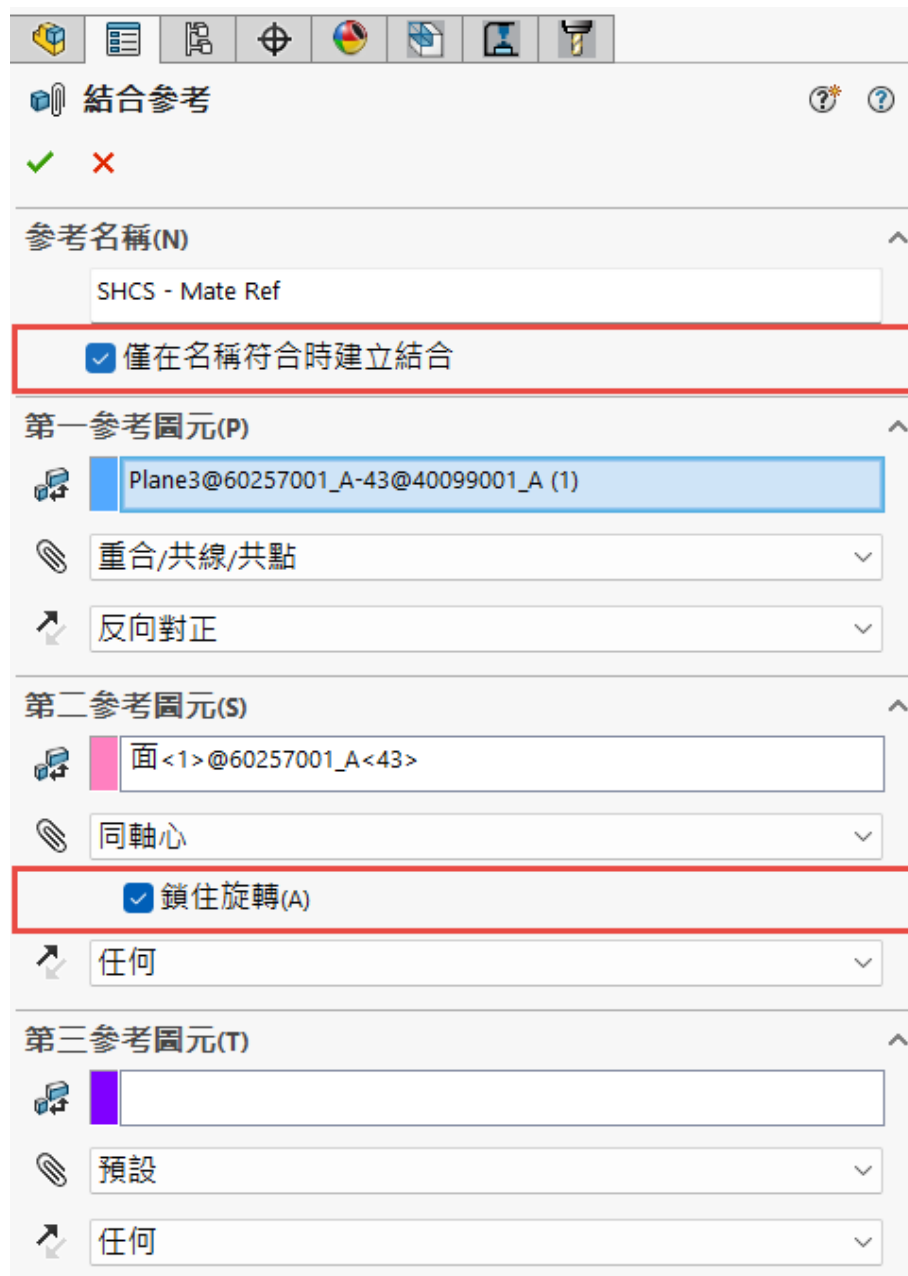 結合參考
參考名稱(N)
SHCS - Mate Ref
僅在名稱符合時建立結合
第一參考圖元(P)
Plane3@60257001_A-43@40099001_A (1)
重合/共線/共點
反向對正
第二參考圖元(S)
面<1>@60257001_A<43>
同軸心
鎖住旋轉(A)
任何
第三參考圖元(T)
預設
任何